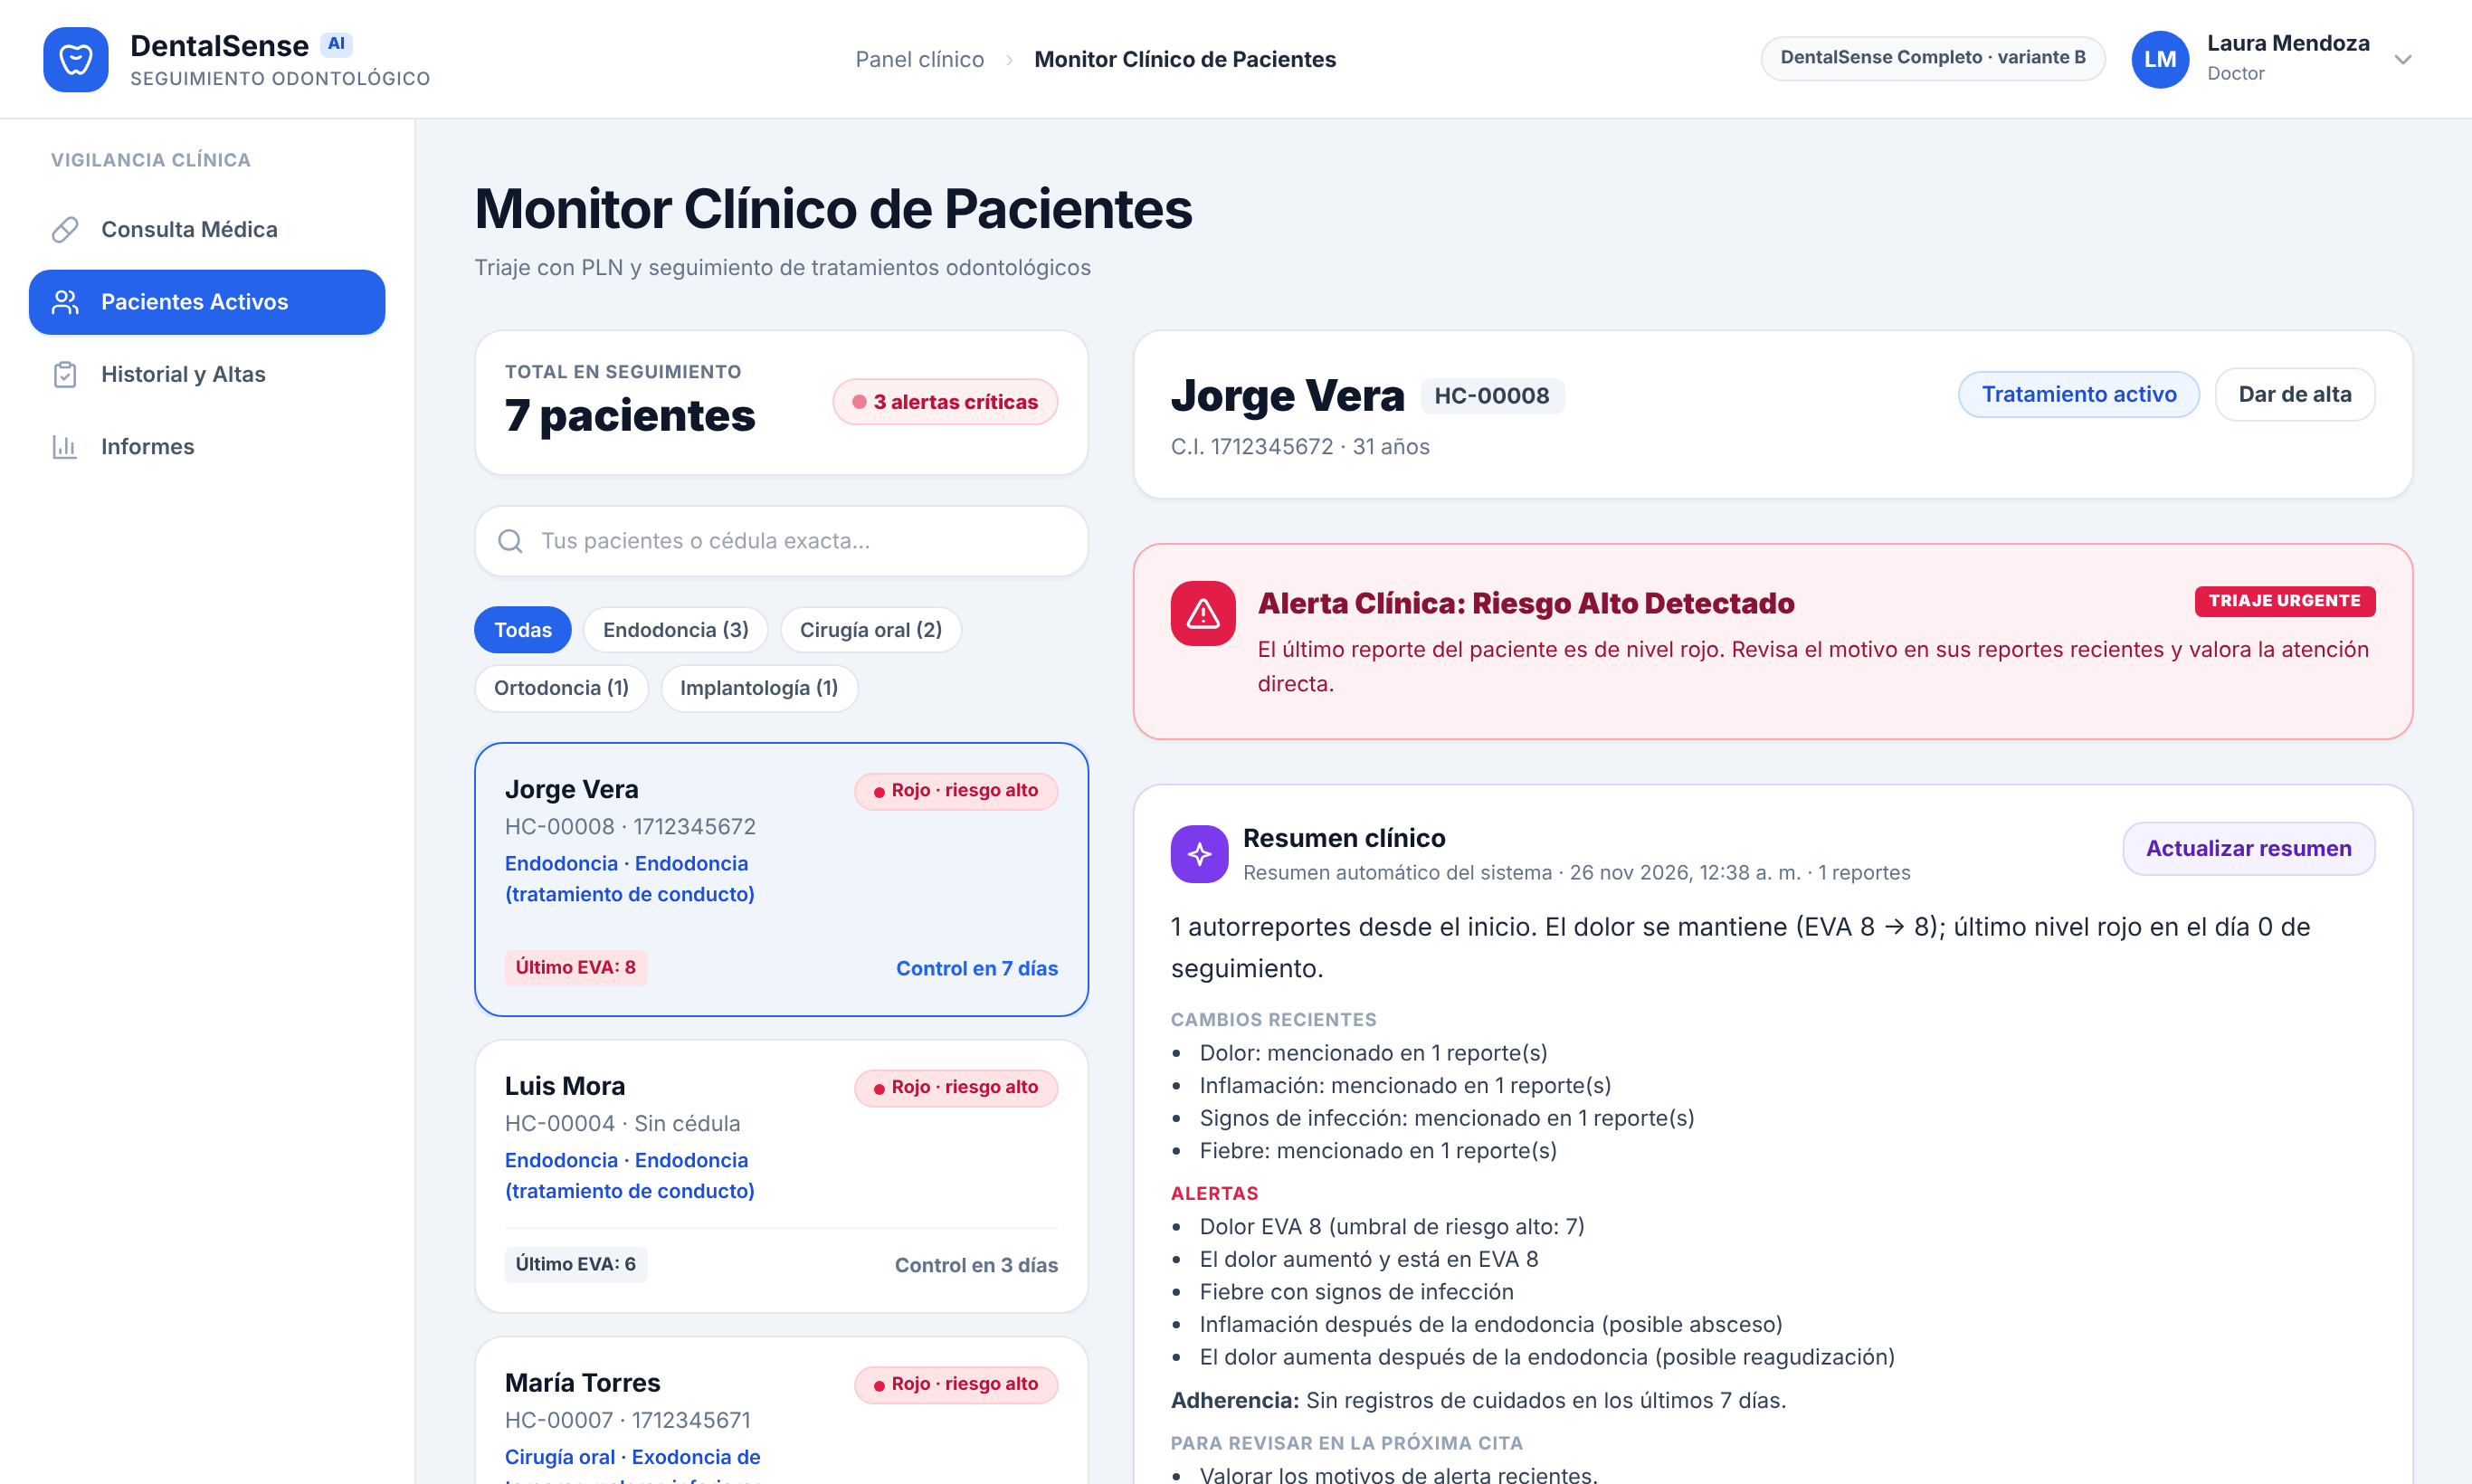 DentalSense AI
SEGUIMIENTO ODONTOLÓGICO
Panel clínico › Monitor Clínico de Pacientes
DentalSense Completo · variante B
LM
Laura Mendoza
Doctor
VIGILANCIA CLÍNICA
Consulta Médica
Pacientes Activos
Historial y Altas
Informes
Monitor Clínico de Pacientes
Triaje con PLN y seguimiento de tratamientos odontológicos
TOTAL EN SEGUIMIENTO
7 pacientes
3 alertas críticas
Tus pacientes o cédula exacta...
Todas
Endodoncia (3)
Cirugía oral (2)
Ortodoncia (1)
Implantología (1)
Jorge Vera
Rojo · riesgo alto
HC-00008 · 1712345672
Endodoncia · Endodoncia
(tratamiento de conducto)
Último EVA: 8
Control en 7 días
Luis Mora
Rojo · riesgo alto
HC-00004 · Sin cédula
Endodoncia · Endodoncia
(tratamiento de conducto)
Último EVA: 6
Control en 3 días
María Torres
Rojo · riesgo alto
HC-00007 · 1712345671
Cirugía oral · Exodoncia de
Jorge Vera HC-00008
C.I. 1712345672 · 31 años
Tratamiento activo
Dar de alta
Alerta Clínica: Riesgo Alto Detectado
TRIAJE URGENTE
El último reporte del paciente es de nivel rojo. Revisa el motivo en sus reportes recientes y valora la atención
directa.
Resumen clínico
Resumen automático del sistema · 26 nov 2026, 12:38 a. m. · 1 reportes
Actualizar resumen
1 autorreportes desde el inicio. El dolor se mantiene (EVA 8 → 8); último nivel rojo en el día 0 de
seguimiento.
CAMBIOS RECIENTES
• Dolor: mencionado en 1 reporte(s)
• Inflamación: mencionado en 1 reporte(s)
• Signos de infección: mencionado en 1 reporte(s)
• Fiebre: mencionado en 1 reporte(s)
ALERTAS
• Dolor EVA 8 (umbral de riesgo alto: 7)
• El dolor aumentó y está en EVA 8
• Fiebre con signos de infección
• Inflamación después de la endodoncia (posible absceso)
• El dolor aumenta después de la endodoncia (posible reagudización)
Adherencia: Sin registros de cuidados en los últimos 7 días.
PARA REVISAR EN LA PRÓXIMA CITA
• Valorar los motivos de alerta recientes.